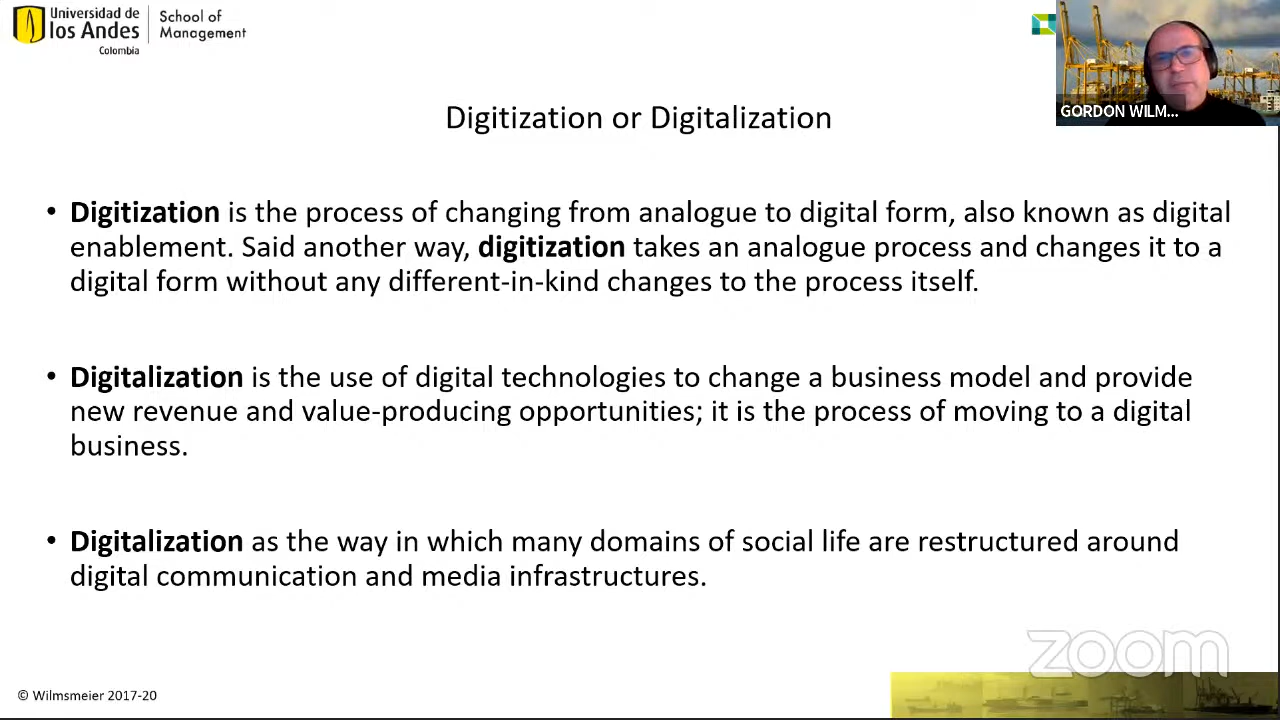 Universidad de
los Andes
Colombia
School of
Management
GORDON WILM...
Digitization or Digitalization
• Digitization is the process of changing from analogue to digital form, also known as digital
enablement. Said another way, digitization takes an analogue process and changes it to a
digital form without any different-in-kind changes to the process itself.
• Digitalization is the use of digital technologies to change a business model and provide
new revenue and value-producing opportunities; it is the process of moving to a digital
business.
• Digitalization as the way in which many domains of social life are restructured around
digital communication and media infrastructures.
zoom
© Wilmsmeier 2017-20